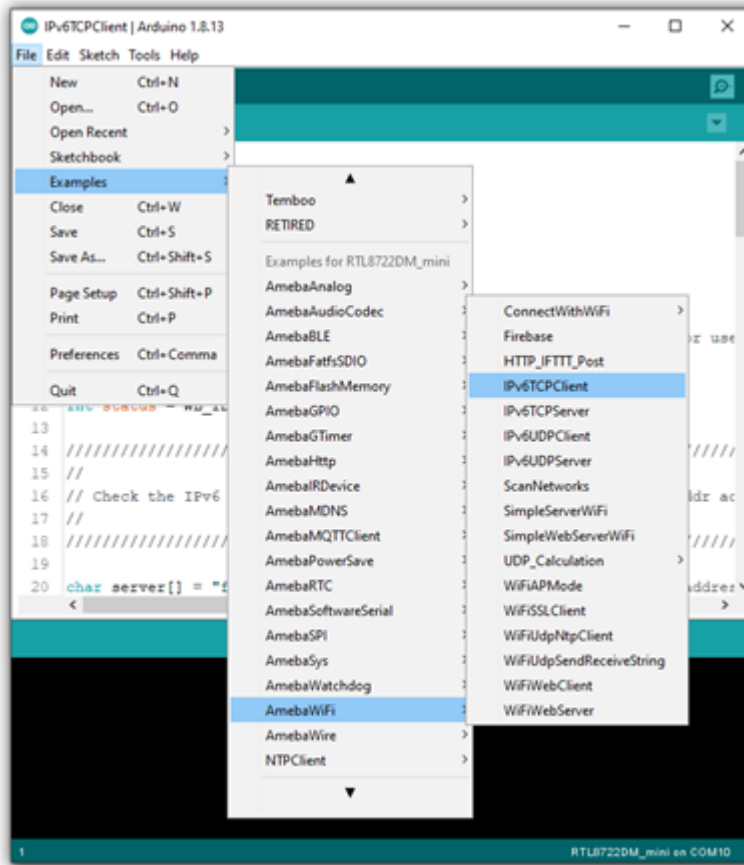 IPv6TCPClient | Arduino 1.8.13
File Edit Sketch Tools Help
New Ctrl+N
Open... Ctrl+O
Open Recent
Sketchbook
Examples
Close Ctrl+W
Save Ctrl+S
Save As... Ctrl+Shift+S
Page Setup Ctrl+Shift+P
Print Ctrl+P
Preferences Ctrl+Comma
Quit Ctrl+Q
Temboo
RETIRED
Examples for RTL8722DM_mini
AmebaAnalog
AmebaAudioCodec
AmebaBLE
AmebaFatfsSDIO
AmebaFlashMemory
AmebaGPIO
AmebaGTimer
AmebaHttp
AmebaIRDevice
AmebaMDNS
AmebaMQTTClient
AmebaPowerSave
AmebaRTC
AmebaSoftwareSerial
AmebaSPI
AmebaSys
AmebaWatchdog
AmebaWiFi
AmebaWire
NTPClient
ConnectWithWiFi
Firebase
HTTP_IFTTT_Post
IPv6TCPClient
IPv6TCPServer
IPv6UDPClient
IPv6UDPServer
ScanNetworks
SimpleServerWiFi
SimpleWebServerWiFi
UDP_Calculation
WiFiAPMode
WiFiSSLClient
WiFiUdpNtpClient
WiFiUdpSendReceiveString
WiFiWebClient
WiFiWebServer
or use
12 int status =
13
14 //////////////////
15 //
16 // Check the IPv6
17 //
18 //////////////////
19
20 char server[] = "f
1 RTL8722DM_mini on COM10